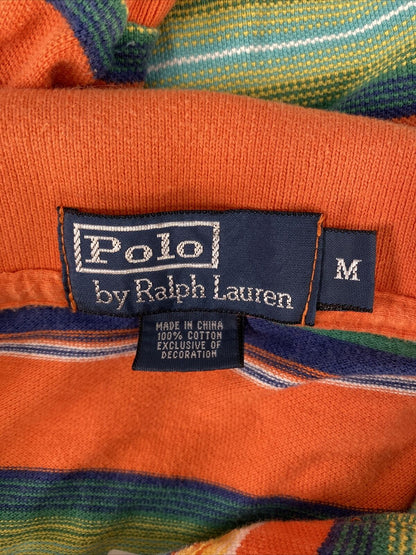 Polo
by Ralph Lauren
M
MADE IN CHINA
100% COTTON
EXCLUSIVE OF
DECORATION